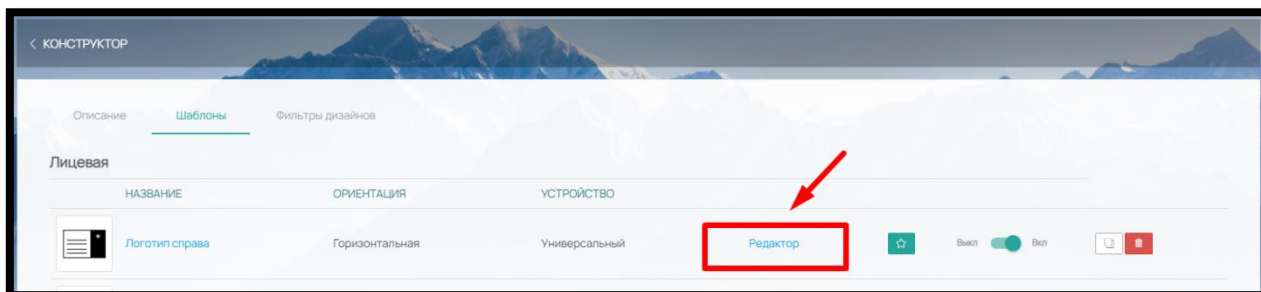 < КОНСТРУКТОР
Описание Шаблоны Фильтры дизайнов
Лицевая
НАЗВАНИЕ ОРИЕНТАЦИЯ УСТРОЙСТВО
Логотип справа Горизонтальная Универсальный Редактор Выкл Вкл